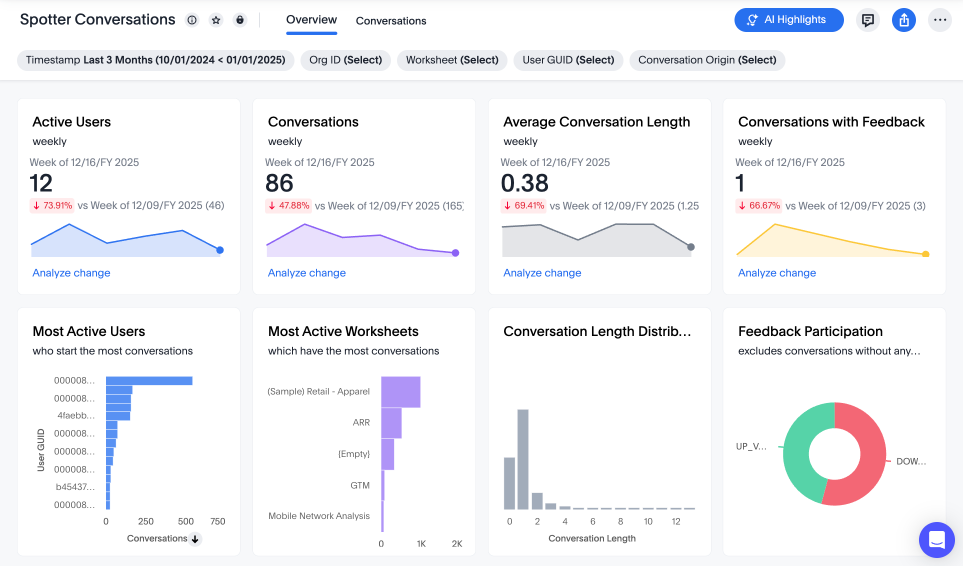 Spotter Conversations
Overview
Conversations
AI Highlights
Timestamp Last 3 Months (10/01/2024 < 01/01/2025)
Org ID (Select)
Worksheet (Select)
User GUID (Select)
Conversation Origin (Select)
Active Users
weekly
Week of 12/16/FY 2025
12
73.91% vs Week of 12/09/FY 2025 (46)
Analyze change
Conversations
weekly
Week of 12/16/FY 2025
86
47.88% vs Week of 12/09/FY 2025 (165)
Analyze change
Average Conversation Length
weekly
Week of 12/16/FY 2025
0.38
69.41% vs Week of 12/09/FY 2025 (1.25
Analyze change
Conversations with Feedback
weekly
Week of 12/16/FY 2025
1
66.67% vs Week of 12/09/FY 2025 (3)
Analyze change
Most Active Users
who start the most conversations
User GUID
000008...
000008...
4faebb...
000008...
000008...
000008...
b45437...
000008...
0 250 500 750
Conversations
Most Active Worksheets
which have the most conversations
(Sample) Retail - Apparel
ARR
(Empty)
GTM
Mobile Network Analysis
0 1K 2K
Conversation Length Distrib...
0 2 4 6 8 10 12
Conversation Length
Feedback Participation
excludes conversations without any...
UP_V...
DOW...